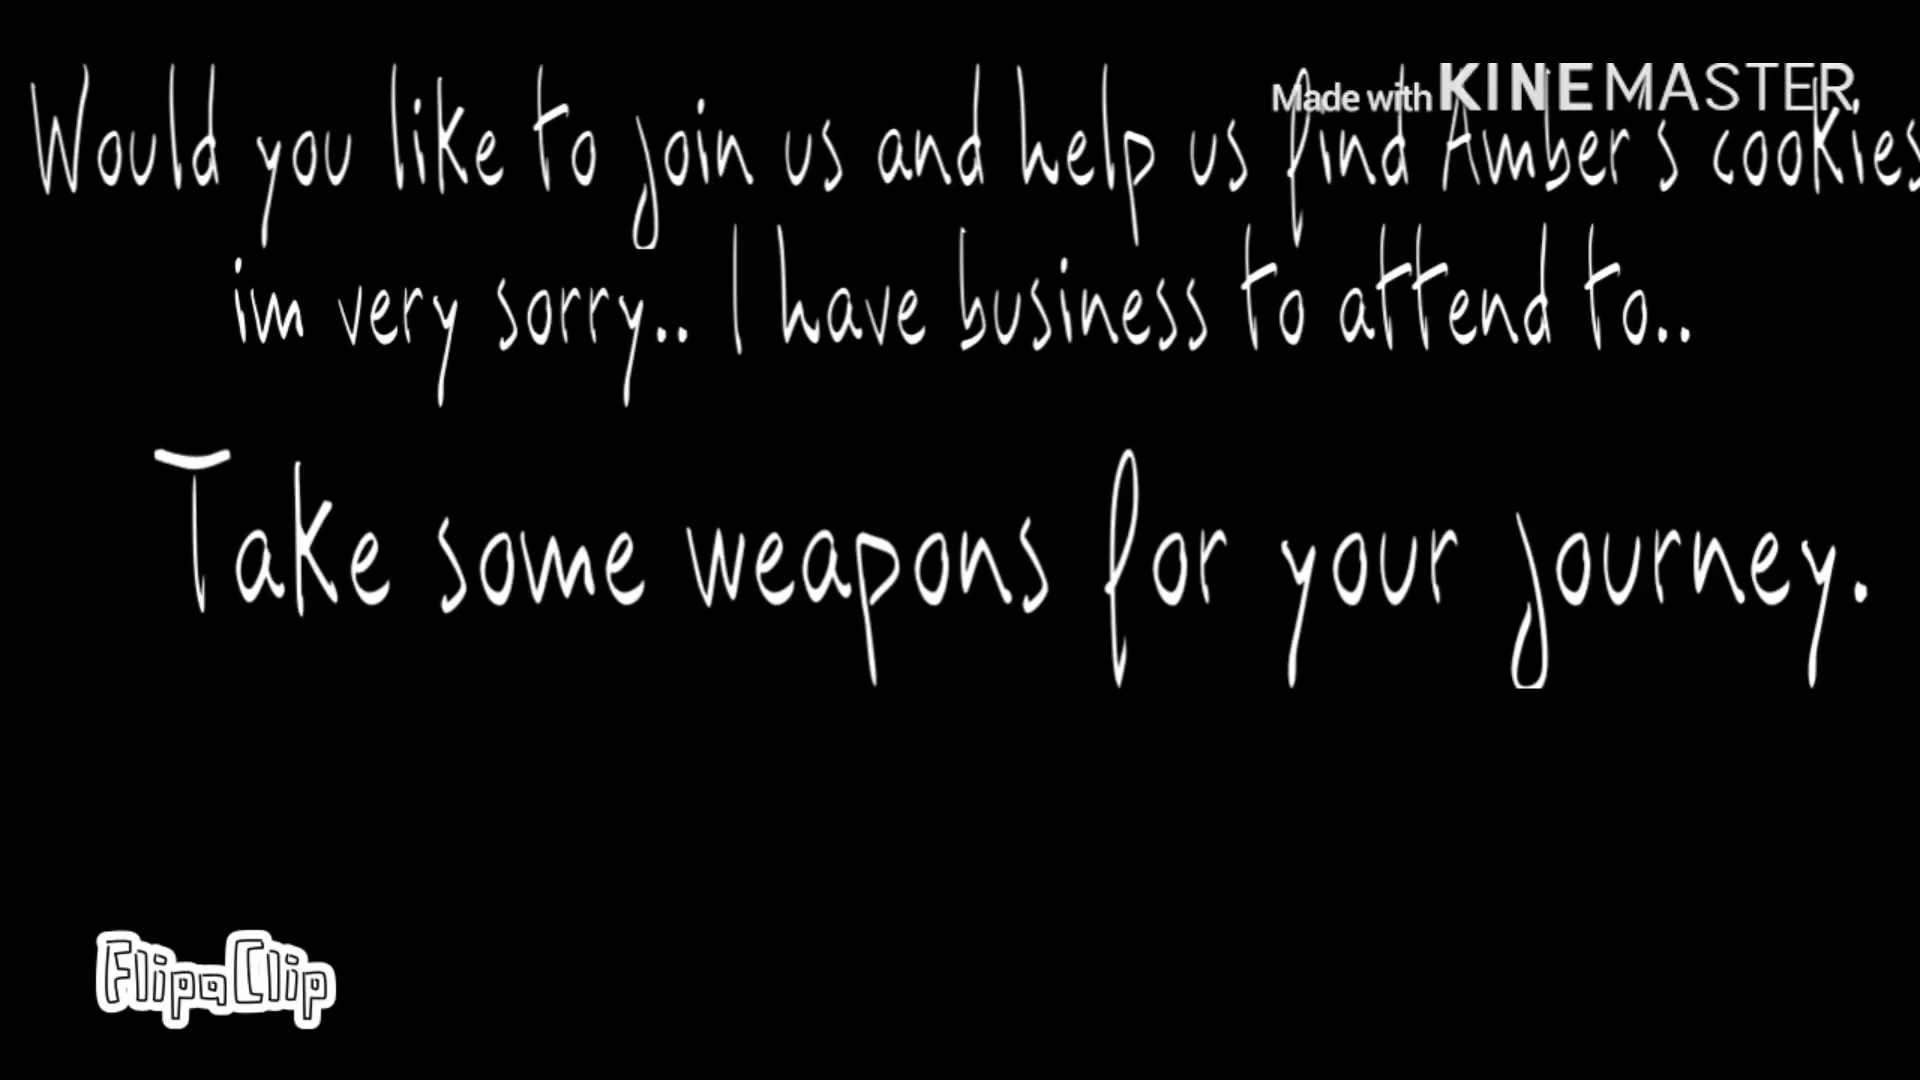 Made with KINEMASTER
Would you like to join us and help us find Amber's cookies
im very sorry.. I have business to attend to..
Take some weapons for your journey.
FlipaClip